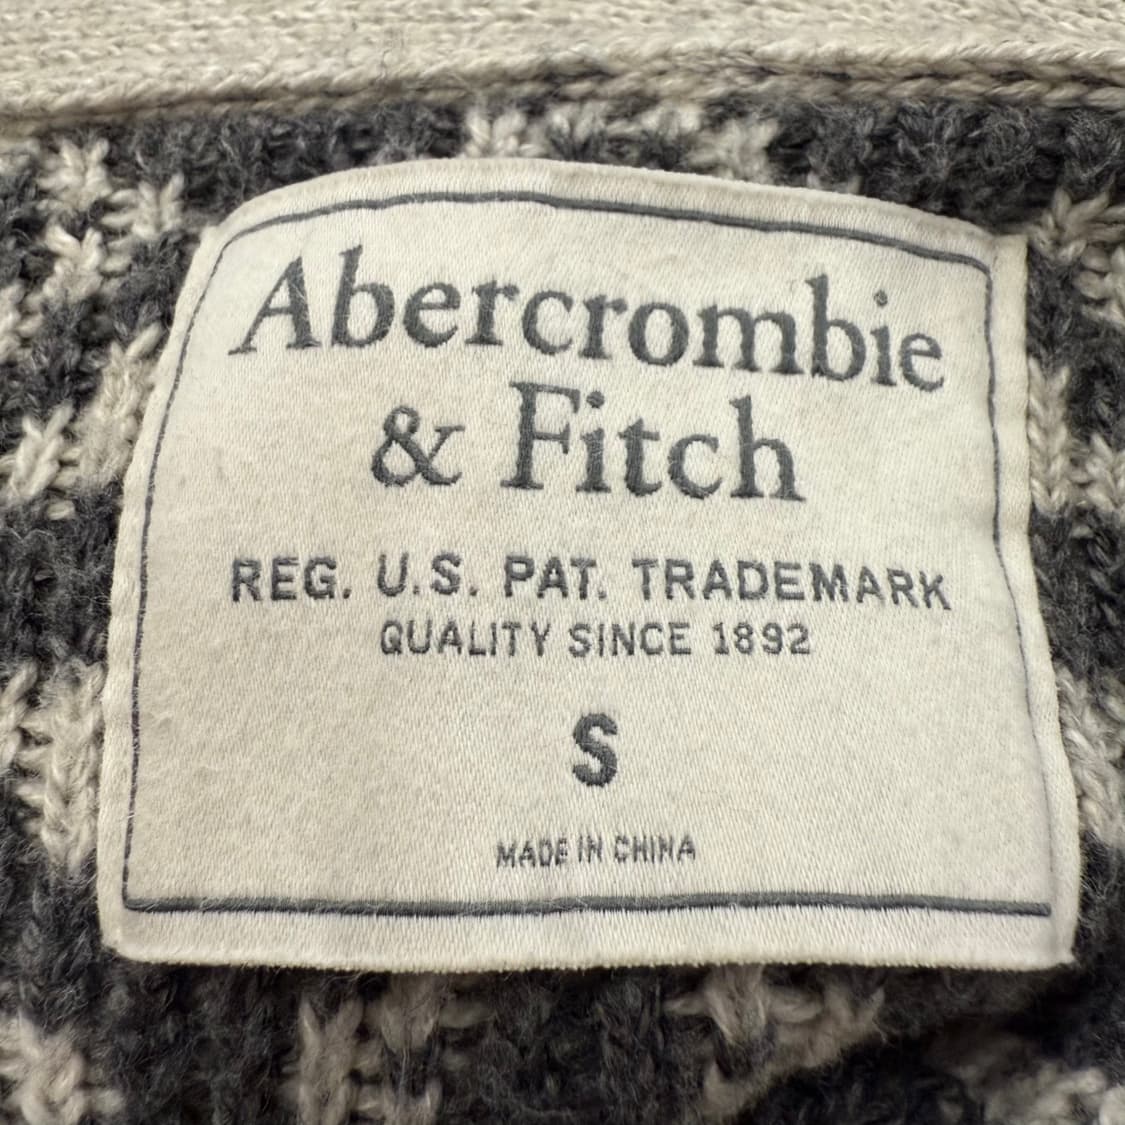 Abercrombie
& Fitch
REG. U.S. PAT. TRADEMARK
QUALITY SINCE 1892
S
MADE IN CHINA